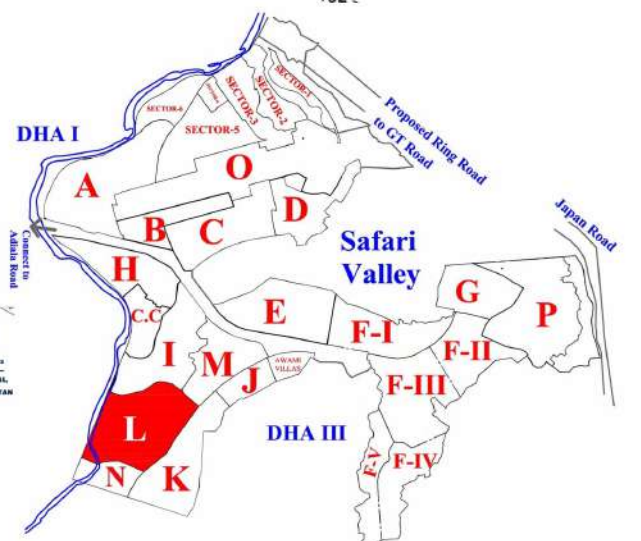 SECTOR-1
SECTOR-2
SECTOR-3
SECTOR-6
SECTOR-5
DHA I
Proposed Ring Road
to GT Road
O
A
D
B
C
Japan Road
Connect to
Adiala Road
Safari
Valley
H
G
C.C
E
F-I
P
I
M
F-II
AWAMI
VILLAS
J
F-III
L
DHA III
N
K
F-V
F-IV